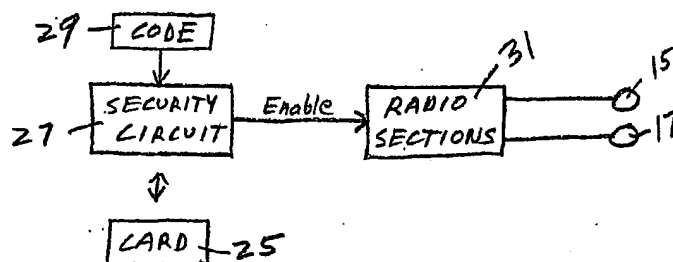 29
CODE
31
15
SECURITY
CIRCUIT
Enable
RADIO
SECTIONS
27
17
CARD
25